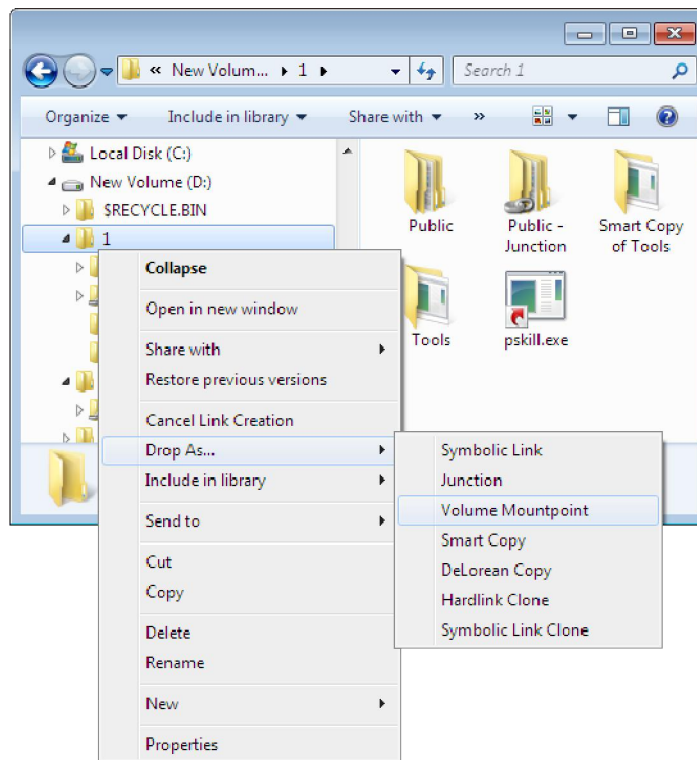 « New Volum... 1
Search 1
Organize Include in library Share with »
Local Disk (C:)
New Volume (D:)
$RECYCLE.BIN
1
Public
Public -
Junction
Smart Copy
of Tools
Tools
pskill.exe
Collapse
Open in new window
Share with
Restore previous versions
Cancel Link Creation
Drop As...
Include in library
Send to
Cut
Copy
Delete
Rename
New
Properties
Symbolic Link
Junction
Volume Mountpoint
Smart Copy
DeLorean Copy
Hardlink Clone
Symbolic Link Clone